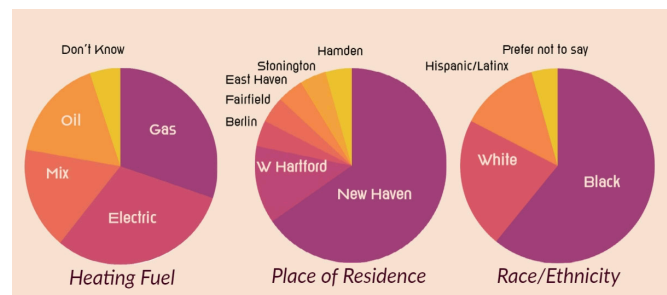 Don't Know
Gas
Oil
Mix
Electric
Heating Fuel
Hamden
Stonington
East Haven
Fairfield
Berlin
W Hartford
New Haven
Place of Residence
Prefer not to say
Hispanic/Latinx
White
Black
Race/Ethnicity